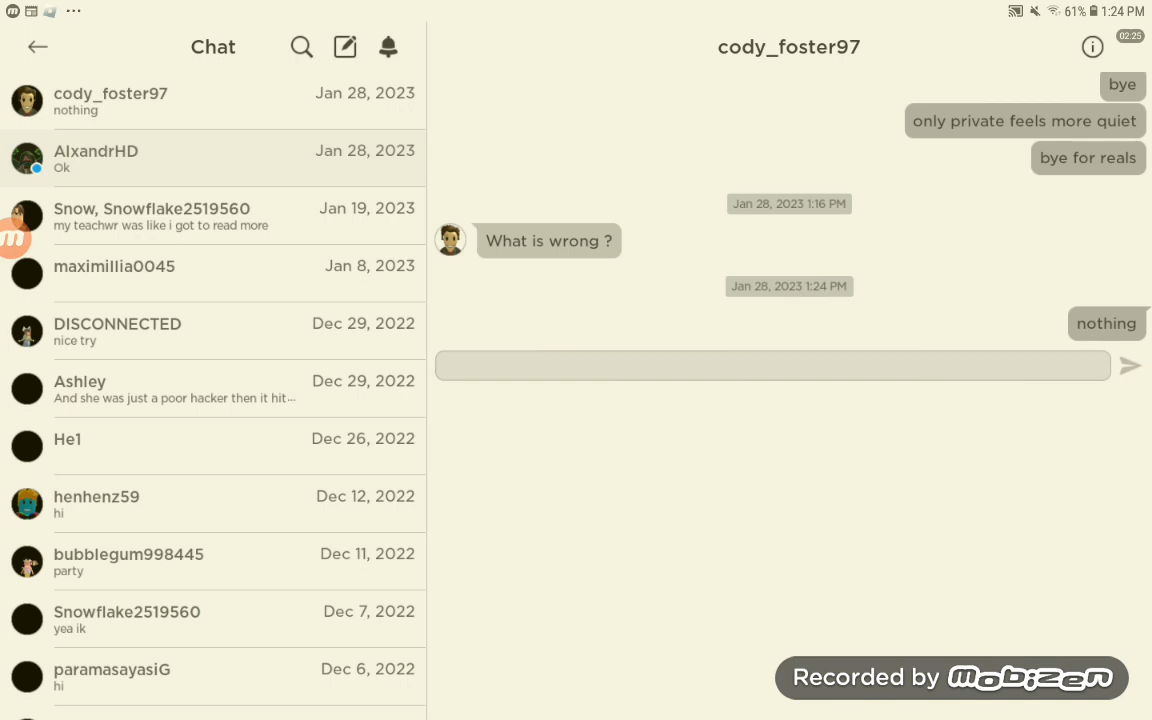 61% 1:24 PM
Chat
cody_foster97
02:25
cody_foster97
Jan 28, 2023
nothing
AlxandrHD
Jan 28, 2023
Ok
Snow, Snowflake2519560
Jan 19, 2023
my teachwr was like i got to read more
maximillia0045
Jan 8, 2023
DISCONNECTED
Dec 29, 2022
nice try
Ashley
Dec 29, 2022
And she was just a poor hacker then it hit...
He1
Dec 26, 2022
henhenz59
Dec 12, 2022
hi
bubblegum998445
Dec 11, 2022
party
Snowflake2519560
Dec 7, 2022
yea ik
paramasayasiG
Dec 6, 2022
hi
bye
only private feels more quiet
bye for reals
Jan 28, 2023 1:16 PM
What is wrong ?
Jan 28, 2023 1:24 PM
nothing
Recorded by mobizen